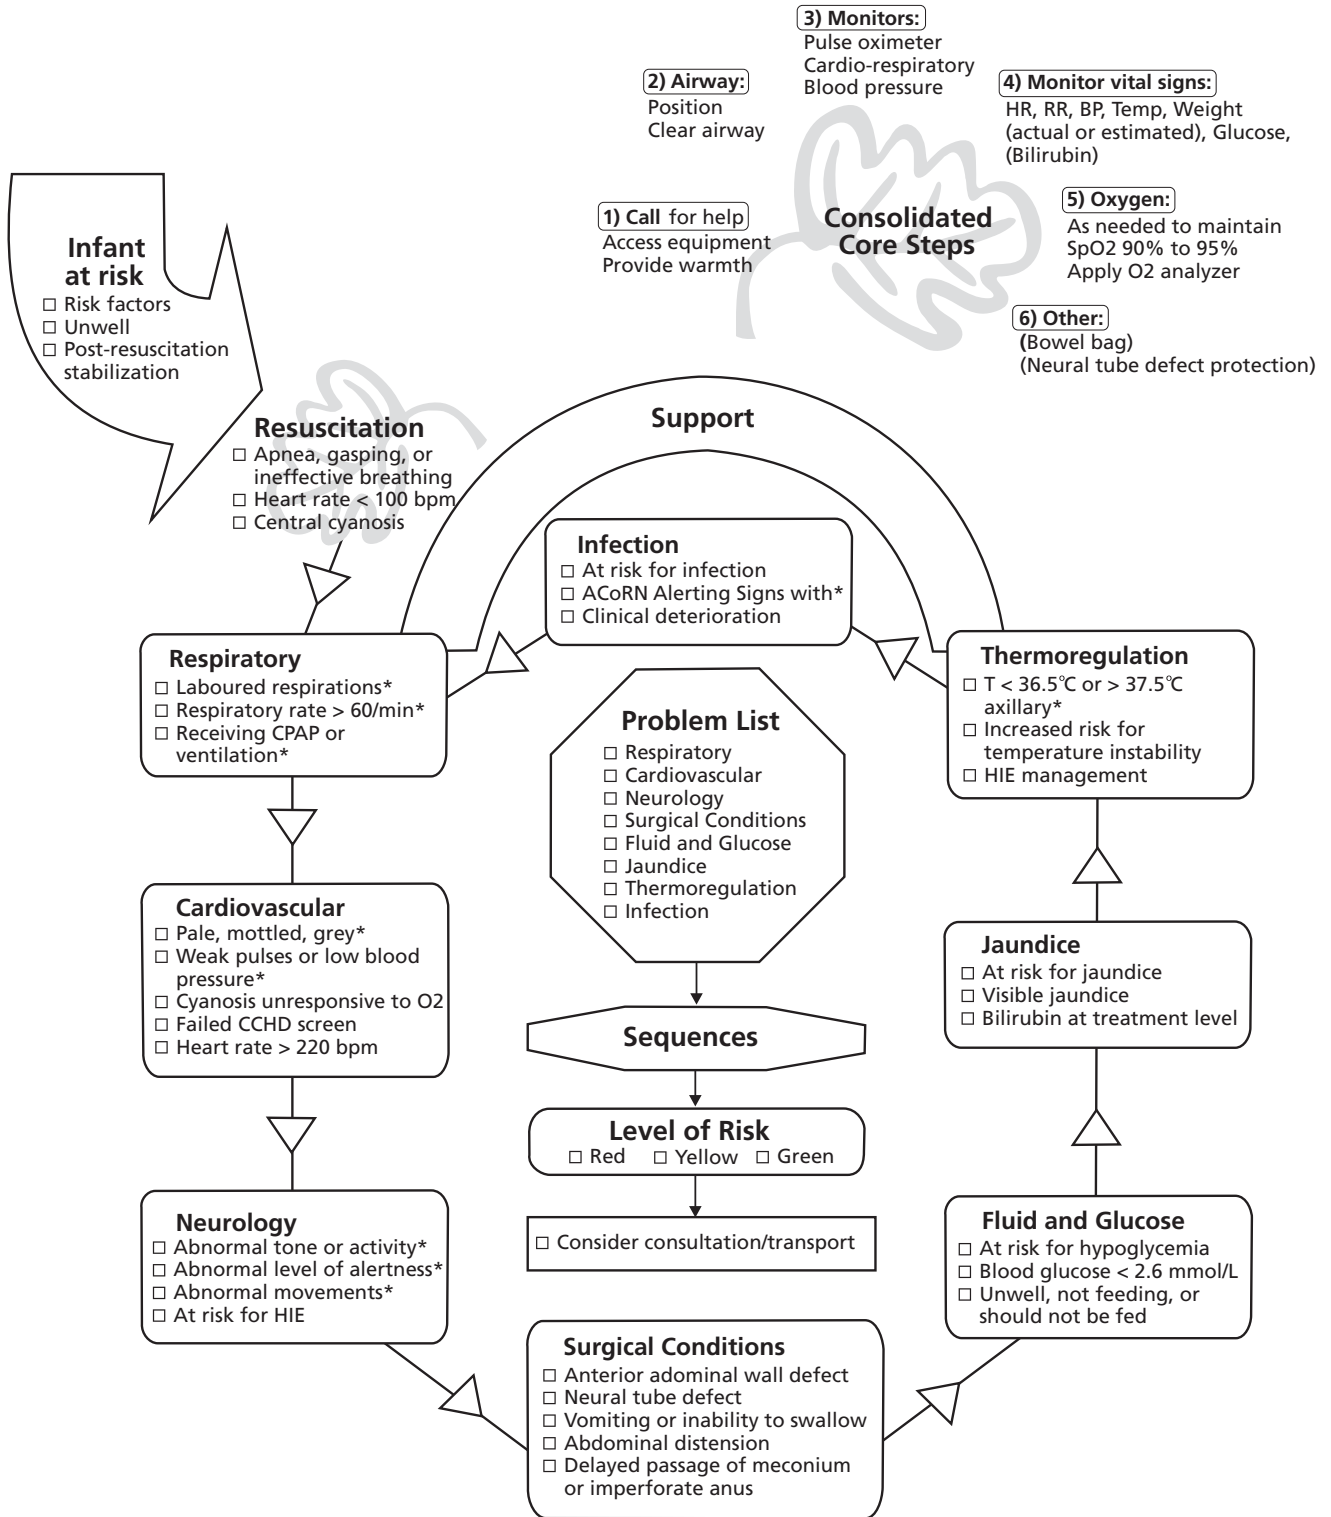 3) Monitors:
Pulse oximeter
Cardio-respiratory
Blood pressure
2) Airway:
Position
Clear airway
4) Monitor vital signs:
HR, RR, BP, Temp, Weight
(actual or estimated), Glucose,
(Bilirubin)
1) Call for help
Access equipment
Provide warmth
Consolidated
Core Steps
5) Oxygen:
As needed to maintain
SpO2 90% to 95%
Apply O2 analyzer
6) Other:
(Bowel bag)
(Neural tube defect protection)
Infant
at risk
□ Risk factors
□ Unwell
□ Post-resuscitation
stabilization
Resuscitation
□ Apnea, gasping, or
ineffective breathing
□ Heart rate < 100 bpm
□ Central cyanosis
Support
Infection
□ At risk for infection
□ ACoRN Alerting Signs with*
□ Clinical deterioration
Respiratory
□ Laboured respirations*
□ Respiratory rate > 60/min*
□ Receiving CPAP or
ventilation*
Thermoregulation
□ T < 36.5°C or > 37.5°C
axillary*
□ Increased risk for
temperature instability
□ HIE management
Problem List
□ Respiratory
□ Cardiovascular
□ Neurology
□ Surgical Conditions
□ Fluid and Glucose
□ Jaundice
□ Thermoregulation
□ Infection
Cardiovascular
□ Pale, mottled, grey*
□ Weak pulses or low blood
pressure*
□ Cyanosis unresponsive to O2
□ Failed CCHD screen
□ Heart rate > 220 bpm
Jaundice
□ At risk for jaundice
□ Visible jaundice
□ Bilirubin at treatment level
Sequences
Level of Risk
□ Red □ Yellow □ Green
□ Consider consultation/transport
Neurology
□ Abnormal tone or activity*
□ Abnormal level of alertness*
□ Abnormal movements*
□ At risk for HIE
Fluid and Glucose
□ At risk for hypoglycemia
□ Blood glucose < 2.6 mmol/L
□ Unwell, not feeding, or
should not be fed
Surgical Conditions
□ Anterior adominal wall defect
□ Neural tube defect
□ Vomiting or inability to swallow
□ Abdominal distension
□ Delayed passage of meconium
or imperforate anus